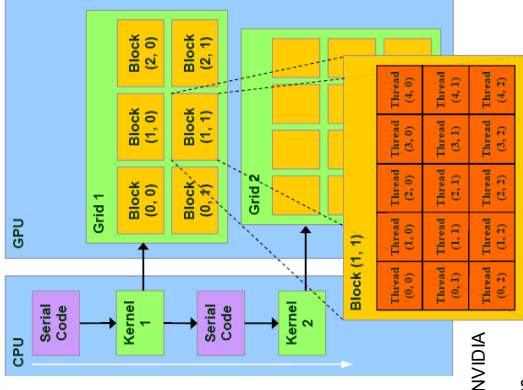 CPU
Serial
Code
Kernel
1
Serial
Code
Kernel
2
GPU
Grid 1
Block
(0, 0)
Block
(1, 0)
Block
(2, 0)
Block
(0, 1)
Block
(1, 1)
Block
(2, 1)
Grid 2
Block (1, 1)
Thread
(0, 0)
Thread
(1, 0)
Thread
(2, 0)
Thread
(3, 0)
Thread
(4, 0)
Thread
(0, 1)
Thread
(1, 1)
Thread
(2, 1)
Thread
(3, 1)
Thread
(4, 1)
Thread
(0, 2)
Thread
(1, 2)
Thread
(2, 2)
Thread
(3, 2)
Thread
(4, 2)
NVIDIA